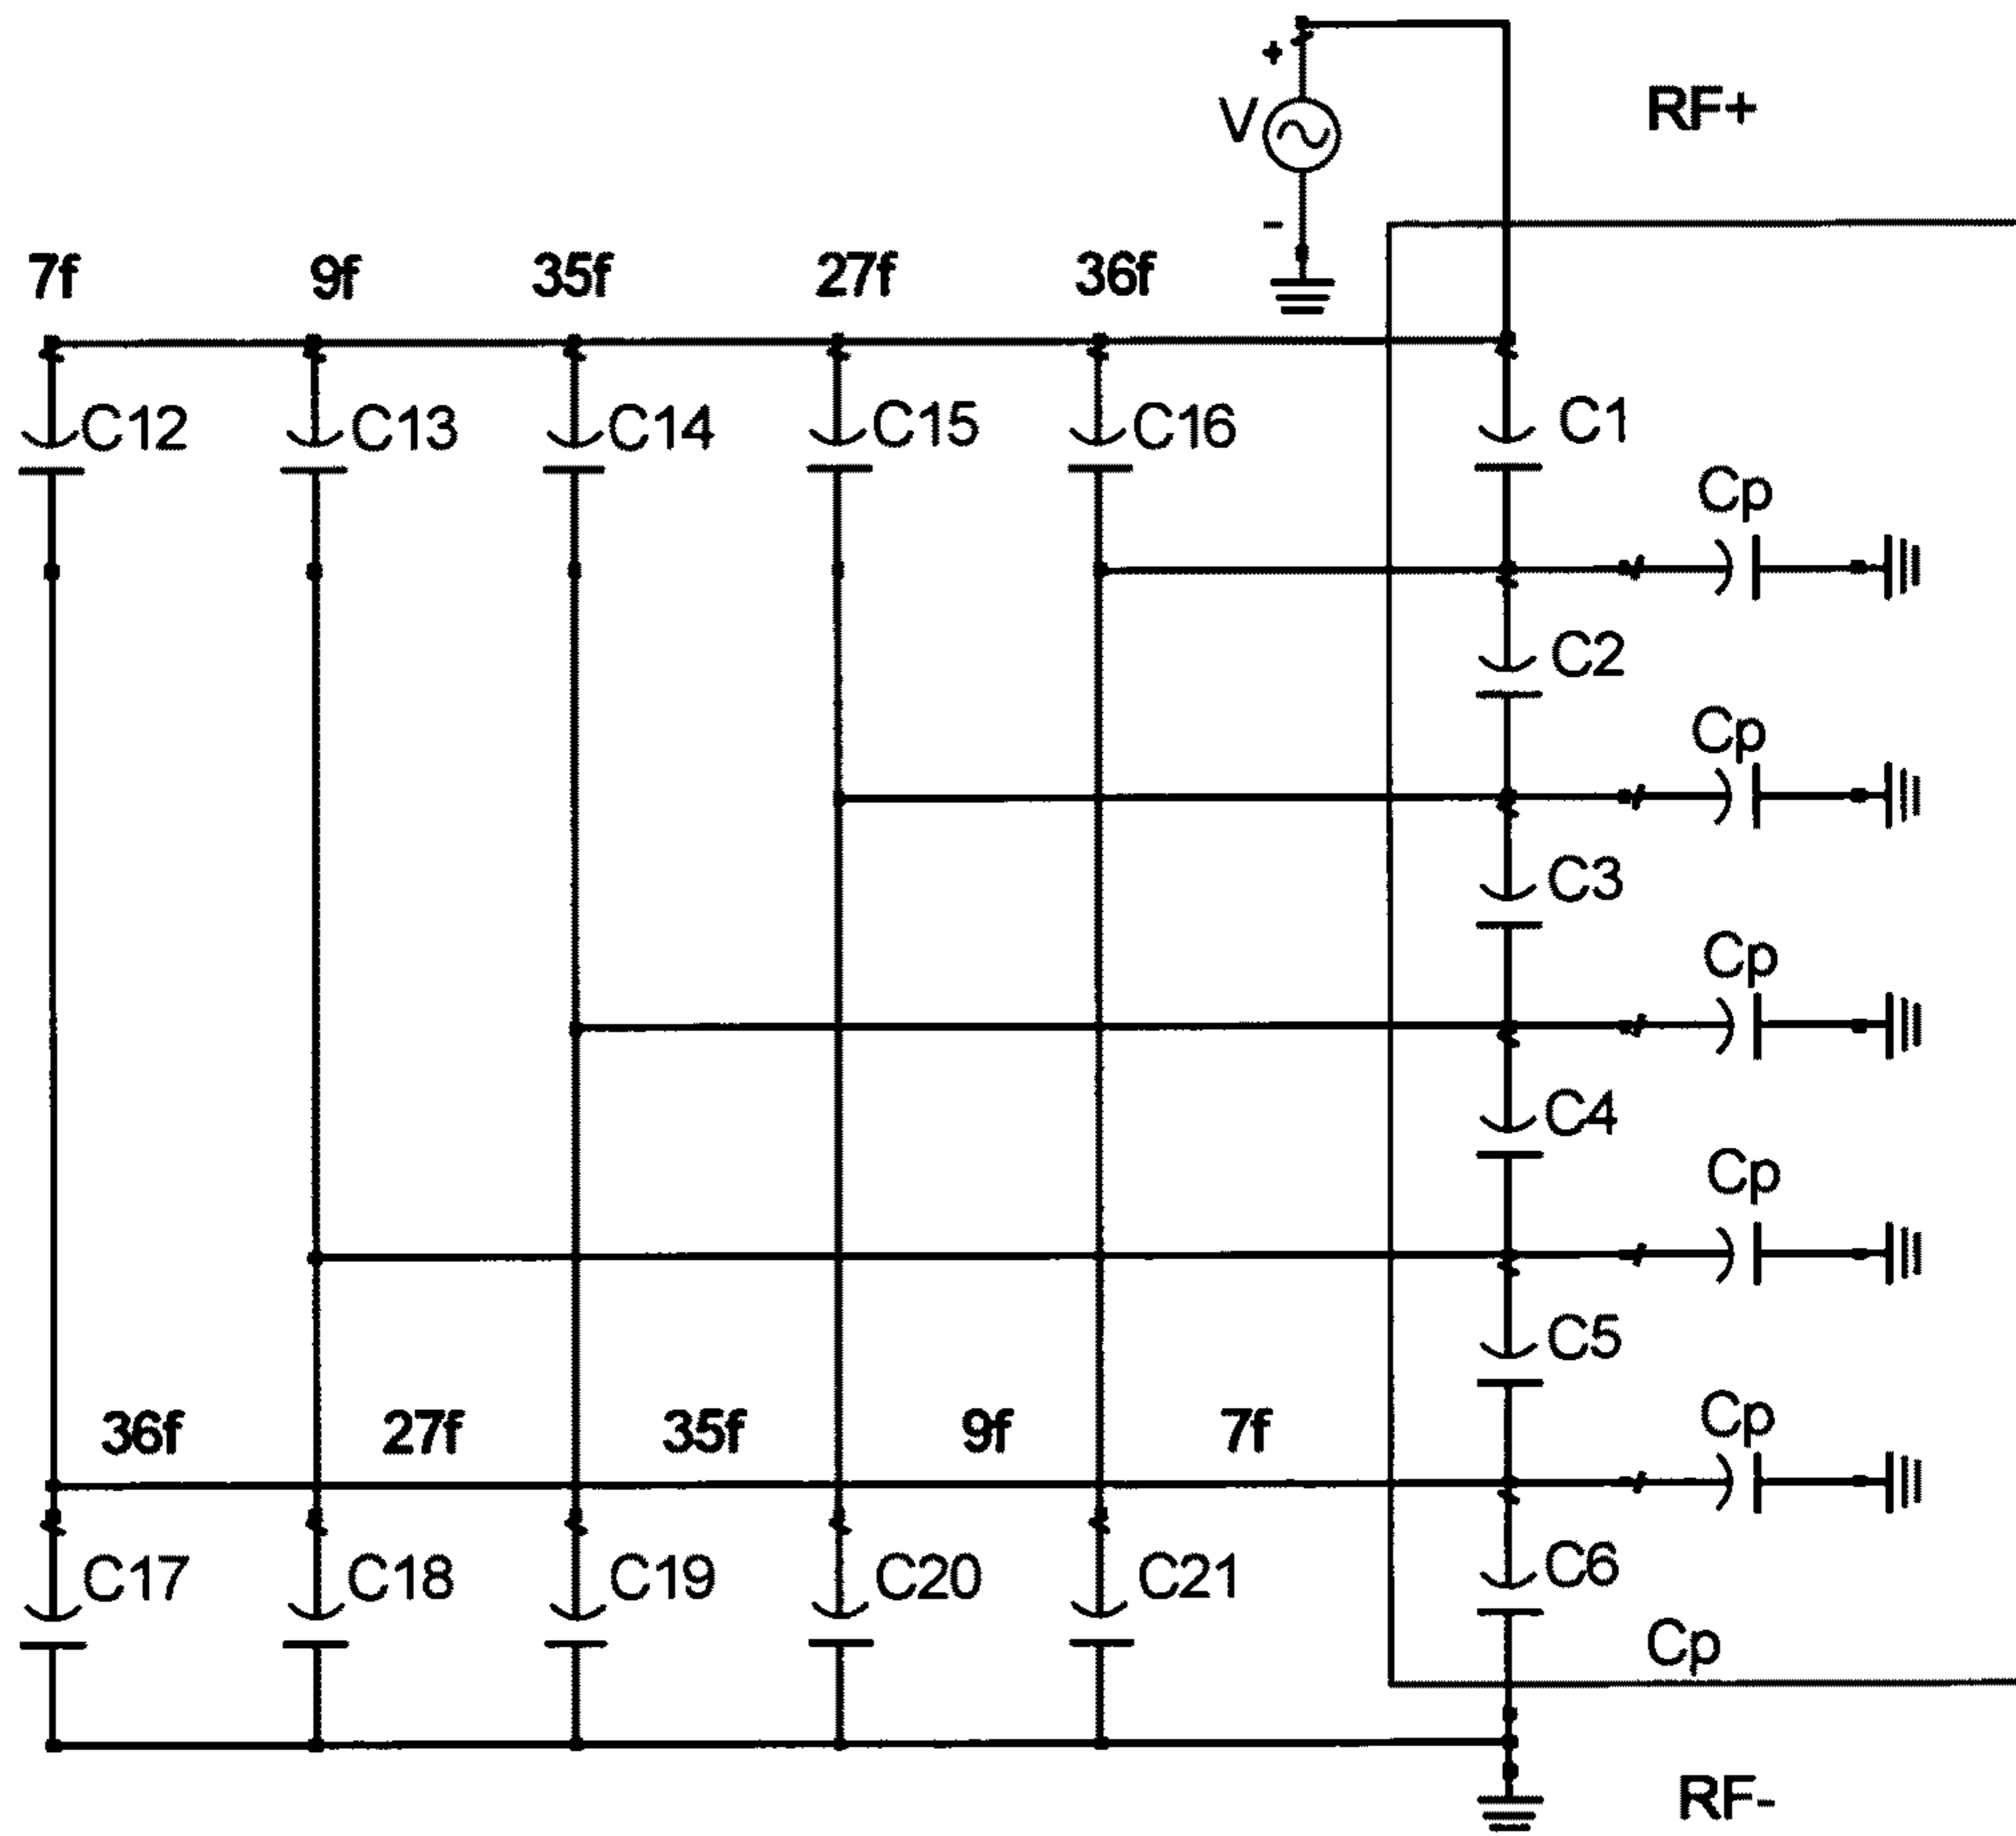 +
V
-
RF+
7f 9f 35f 27f 36f
C12 C13 C14 C15 C16 C1
Cp
C2
Cp
C3
Cp
C4
Cp
C5
Cp
36f 27f 35f 9f 7f
C17 C18 C19 C20 C21 C6
Cp
RF-